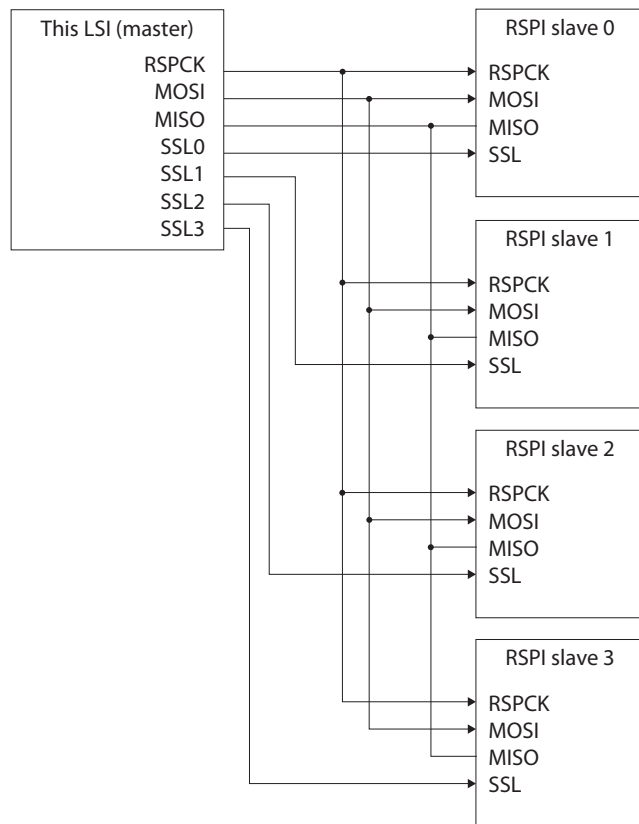 This LSI (master)
RSPCK
MOSI
MISO
SSL0
SSL1
SSL2
SSL3
RSPI slave 0
RSPCK
MOSI
MISO
SSL
RSPI slave 1
RSPCK
MOSI
MISO
SSL
RSPI slave 2
RSPCK
MOSI
MISO
SSL
RSPI slave 3
RSPCK
MOSI
MISO
SSL